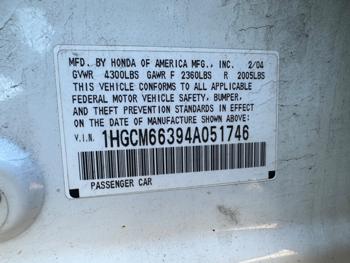 MFD. BY HONDA OF AMERICA MFG., INC. 2/04
GVWR 4300LBS GAWR F 2360LBS R 2005LBS
THIS VEHICLE CONFORMS TO ALL APPLICABLE
FEDERAL MOTOR VEHICLE SAFETY, BUMPER,
AND THEFT PREVENTION STANDARDS IN EFFECT
ON THE DATE OF MANUFACTURE SHOWN ABOVE:
V.I.N. 1HGCM66394A051746
PASSENGER CAR